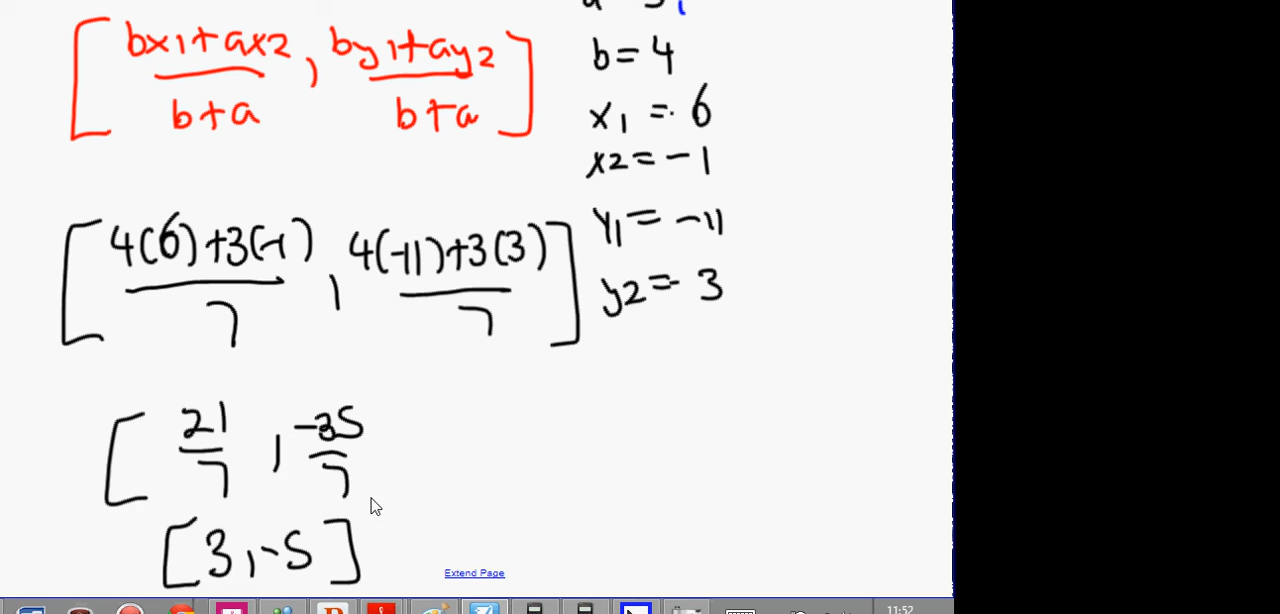 [ bx1+ax2 / b+a , by1+ay2 / b+a ]
b = 4
x1 = 6
x2 = -1
[ 4(6)+3(-1) / 7 , 4(-11)+3(3) / 7 ]
y1 = -11
y2 = 3
[ 21 / 7 , -35 / 7
[3, -5]
Extend Page
11:52